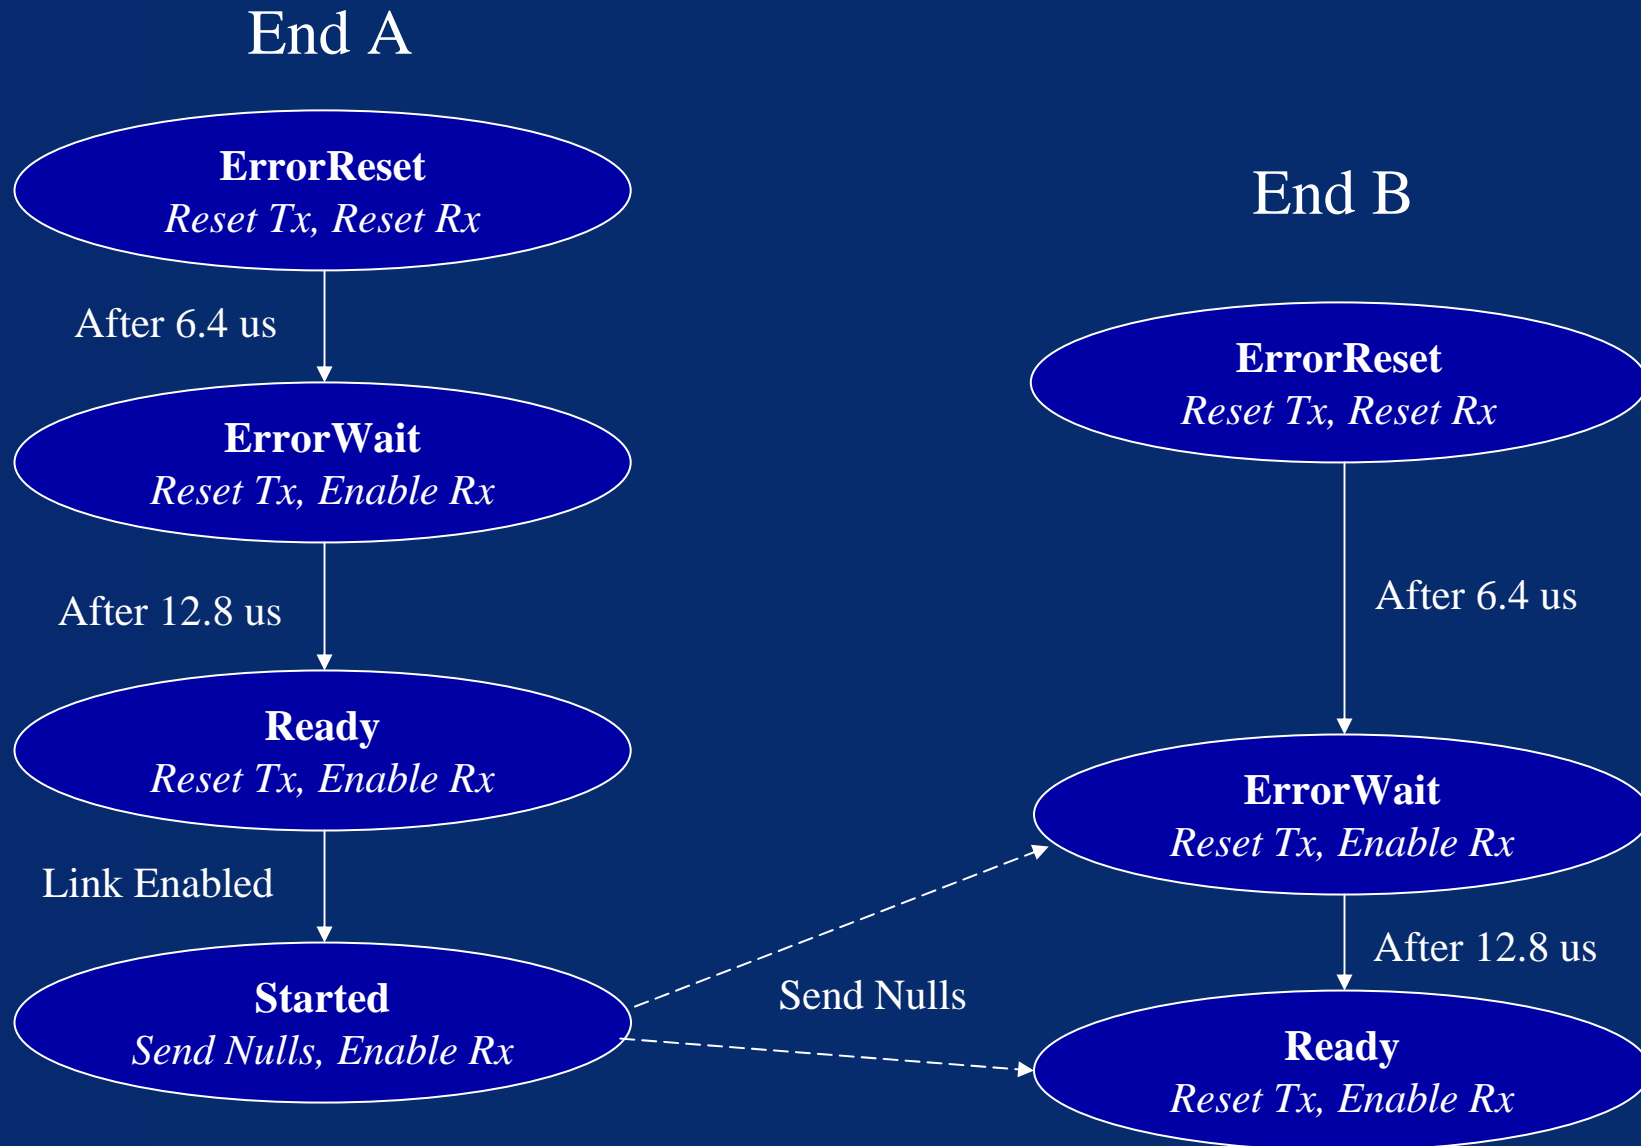 End A
ErrorReset
Reset Tx, Reset Rx
After 6.4 us
ErrorWait
Reset Tx, Enable Rx
After 12.8 us
Ready
Reset Tx, Enable Rx
Link Enabled
Started
Send Nulls, Enable Rx
Send Nulls
End B
ErrorReset
Reset Tx, Reset Rx
After 6.4 us
ErrorWait
Reset Tx, Enable Rx
After 12.8 us
Ready
Reset Tx, Enable Rx